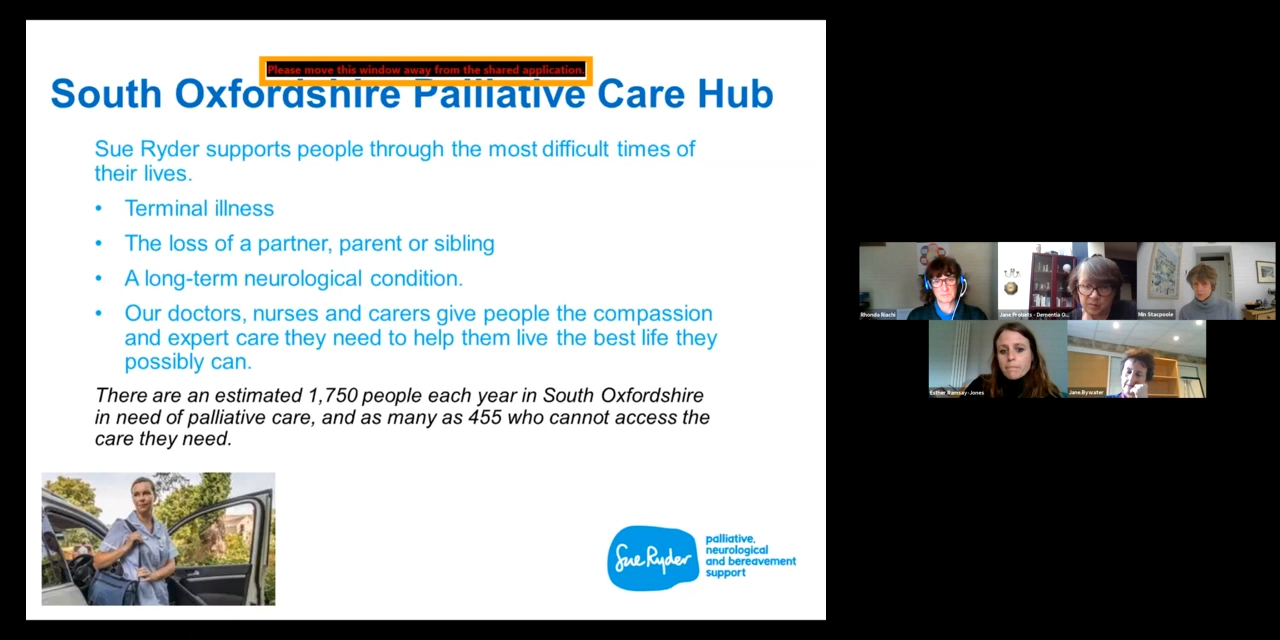 Please move this window away from the shared application.
South Oxfordshire Palliative Care Hub
Sue Ryder supports people through the most difficult times of
their lives.
• Terminal illness
• The loss of a partner, parent or sibling
• A long-term neurological condition.
• Our doctors, nurses and carers give people the compassion
and expert care they need to help them live the best life they
possibly can.
There are an estimated 1,750 people each year in South Oxfordshire
in need of palliative care, and as many as 455 who cannot access the
care they need.
Sue Ryder
palliative,
neurological
and bereavement
support
Rhonda Riachi
Jane Frolsets - Dementia O...
Min Stacpoole
Esther Ramsay-Jones
Jane Bywater